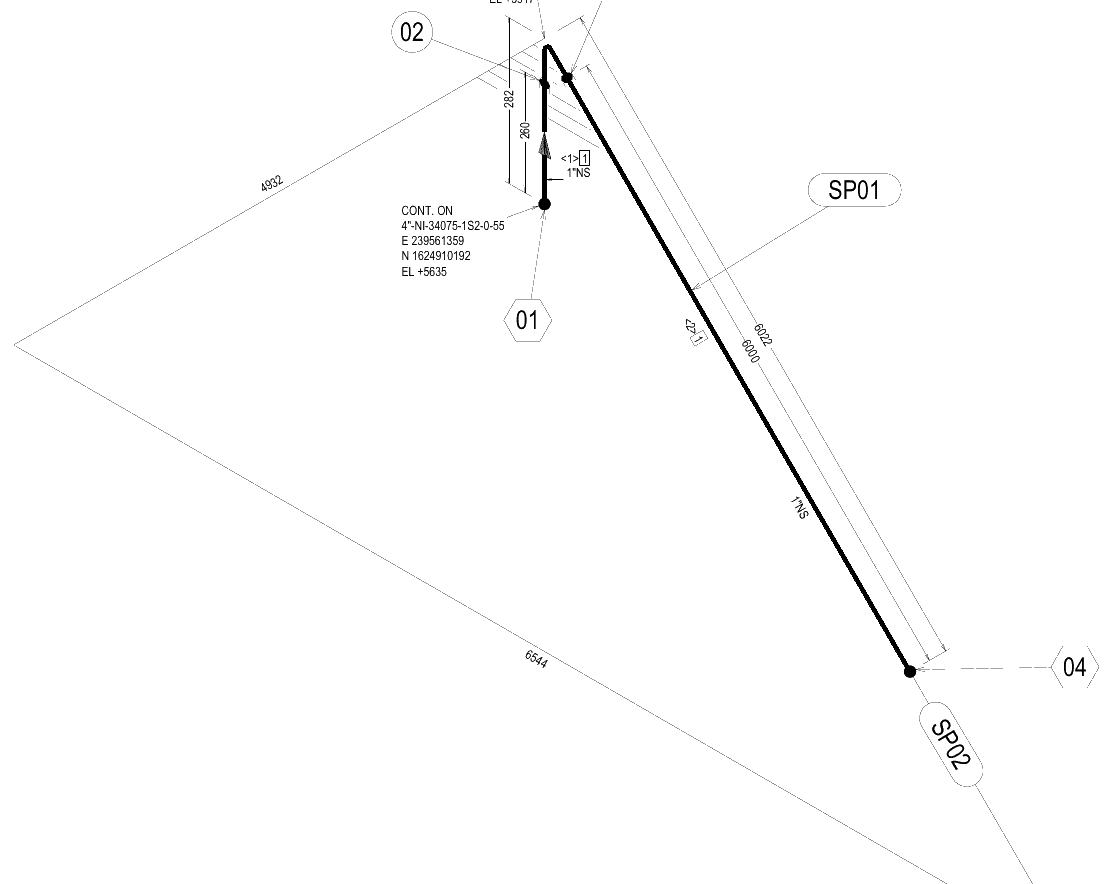 02
282
260
<1> 1
1"NS
4932
CONT. ON
4"-NI-34075-1S2-0-55
E 239561359
N 1624910192
EL +5635
01
SP01
<2> 1
6022
6000
1"NS
6544
04
SP02